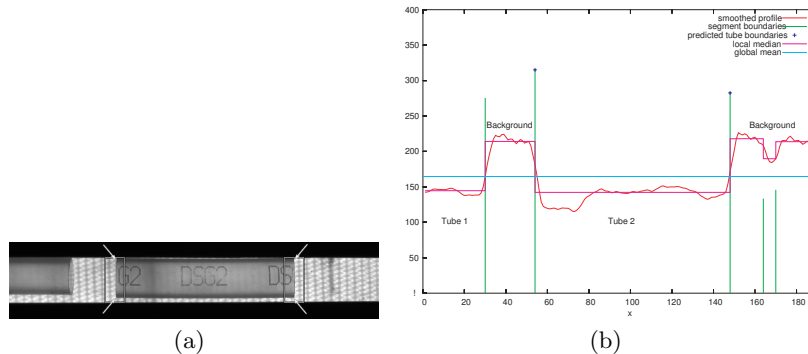 G2 DSG2 DS
(a)
400
350
300
250
200
150
100
50
!
smoothed profile
segment boundaries
predicted tube boundaries
local median
global mean
Background
Background
Tube 1
Tube 2
0 20 40 60 80 100 120 140 160 180
x
(b)